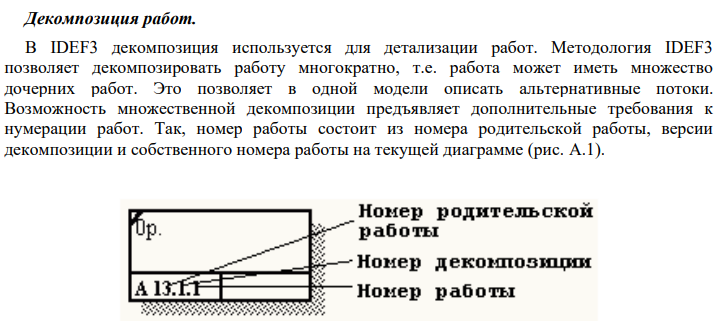 Декомпозиция работ.
В IDEF3 декомпозиция используется для детализации работ. Методология IDEF3
позволяет декомпозировать работу многократно, т.е. работа может иметь множество
дочерних работ. Это позволяет в одной модели описать альтернативные потоки.
Возможность множественной декомпозиции предъявляет дополнительные требования к
нумерации работ. Так, номер работы состоит из номера родительской работы, версии
декомпозиции и собственного номера работы на текущей диаграмме (рис. А.1).
Номер родительской
работы
0р.
Номер декомпозиции
А 13.1.1
Номер работы